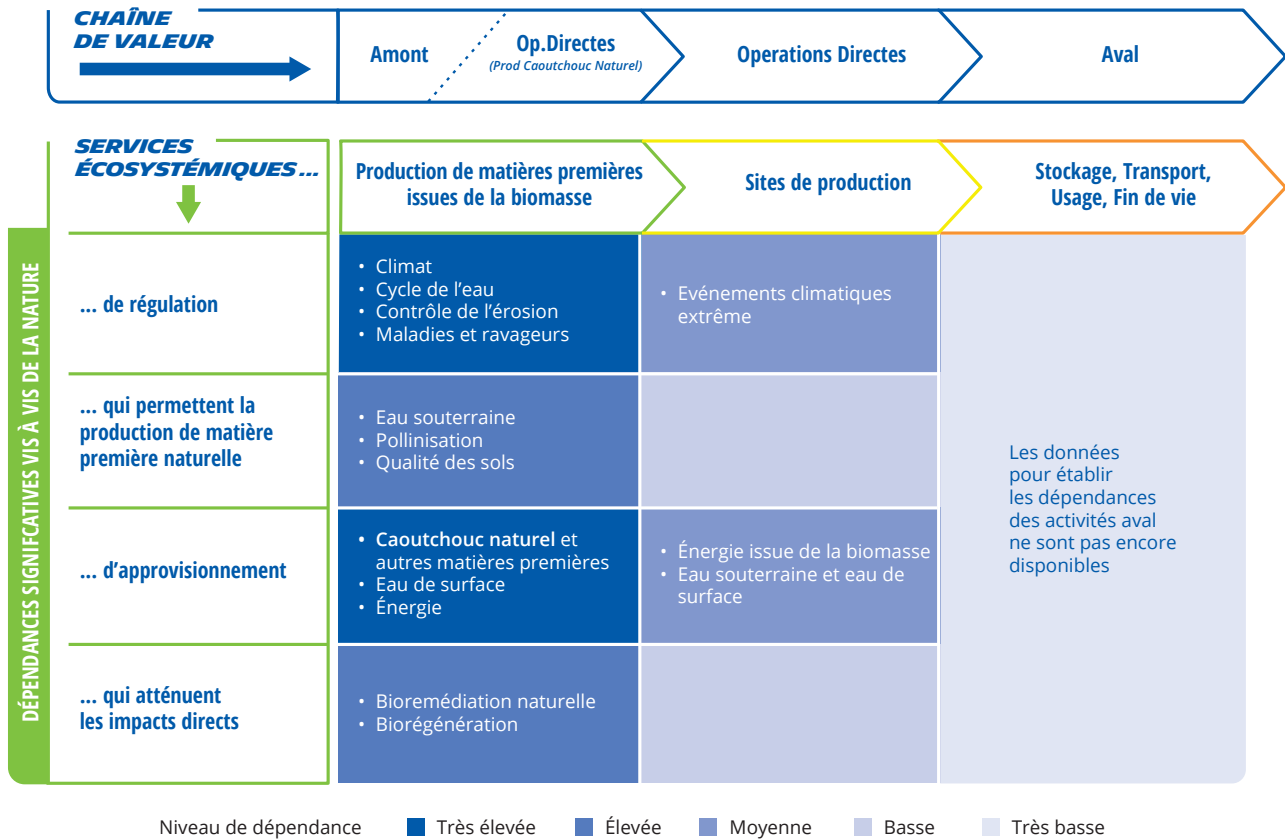 CHAÎNE
DE VALEUR
Amont
Op.Directes
(Prod Caoutchouc Naturel)
Operations Directes
Aval
SERVICES
ÉCOSYSTÉMIQUES ...
Production de matières premières
issues de la biomasse
Sites de production
Stockage, Transport,
Usage, Fin de vie
DÉPENDANCES SIGNIFCATIVES VIS À VIS DE LA NATURE
... de régulation
• Climat
• Cycle de l'eau
• Contrôle de l'érosion
• Maladies et ravageurs
• Evénements climatiques
extrême
... qui permettent la
production de matière
première naturelle
• Eau souterraine
• Pollinisation
• Qualité des sols
... d'approvisionnement
• Caoutchouc naturel et
autres matières premières
• Eau de surface
• Énergie
• Énergie issue de la biomasse
• Eau souterraine et eau de
surface
... qui atténuent
les impacts directs
• Bioremédiation naturelle
• Biorégénération
Les données
pour établir
les dépendances
des activités aval
ne sont pas encore
disponibles
Niveau de dépendance
Très élevée
Élevée
Moyenne
Basse
Très basse